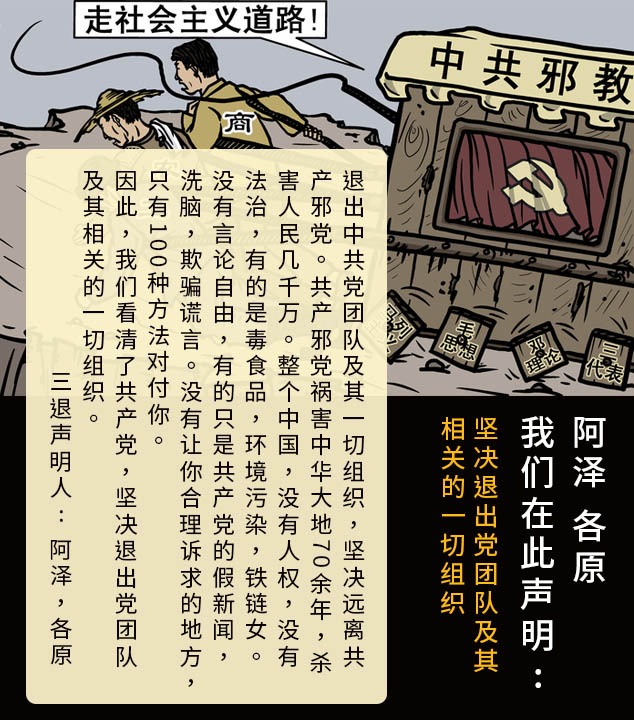 走社会主义道路！
中共邪教
商
毛
思想
邓
理论
三
代表
阿泽 各原
我们在此声明：
坚决退出党团队及其
相关的一切组织
退出中共党团队及其一切组织，坚决远离共
产邪党。共产邪党祸害中华大地70余年，杀
害人民几千万。整个中国，没有人权，没有
法治，有的是毒食品，环境污染，铁链女。
没有言论自由，有的只是共产党的假新闻，
洗脑，欺骗谎言。没有让你合理诉求的地方，
只有100种方法对付你。
因此，我们看清了共产党，坚决退出党团队
及其相关的一切组织。
三退声明人：阿泽，各原